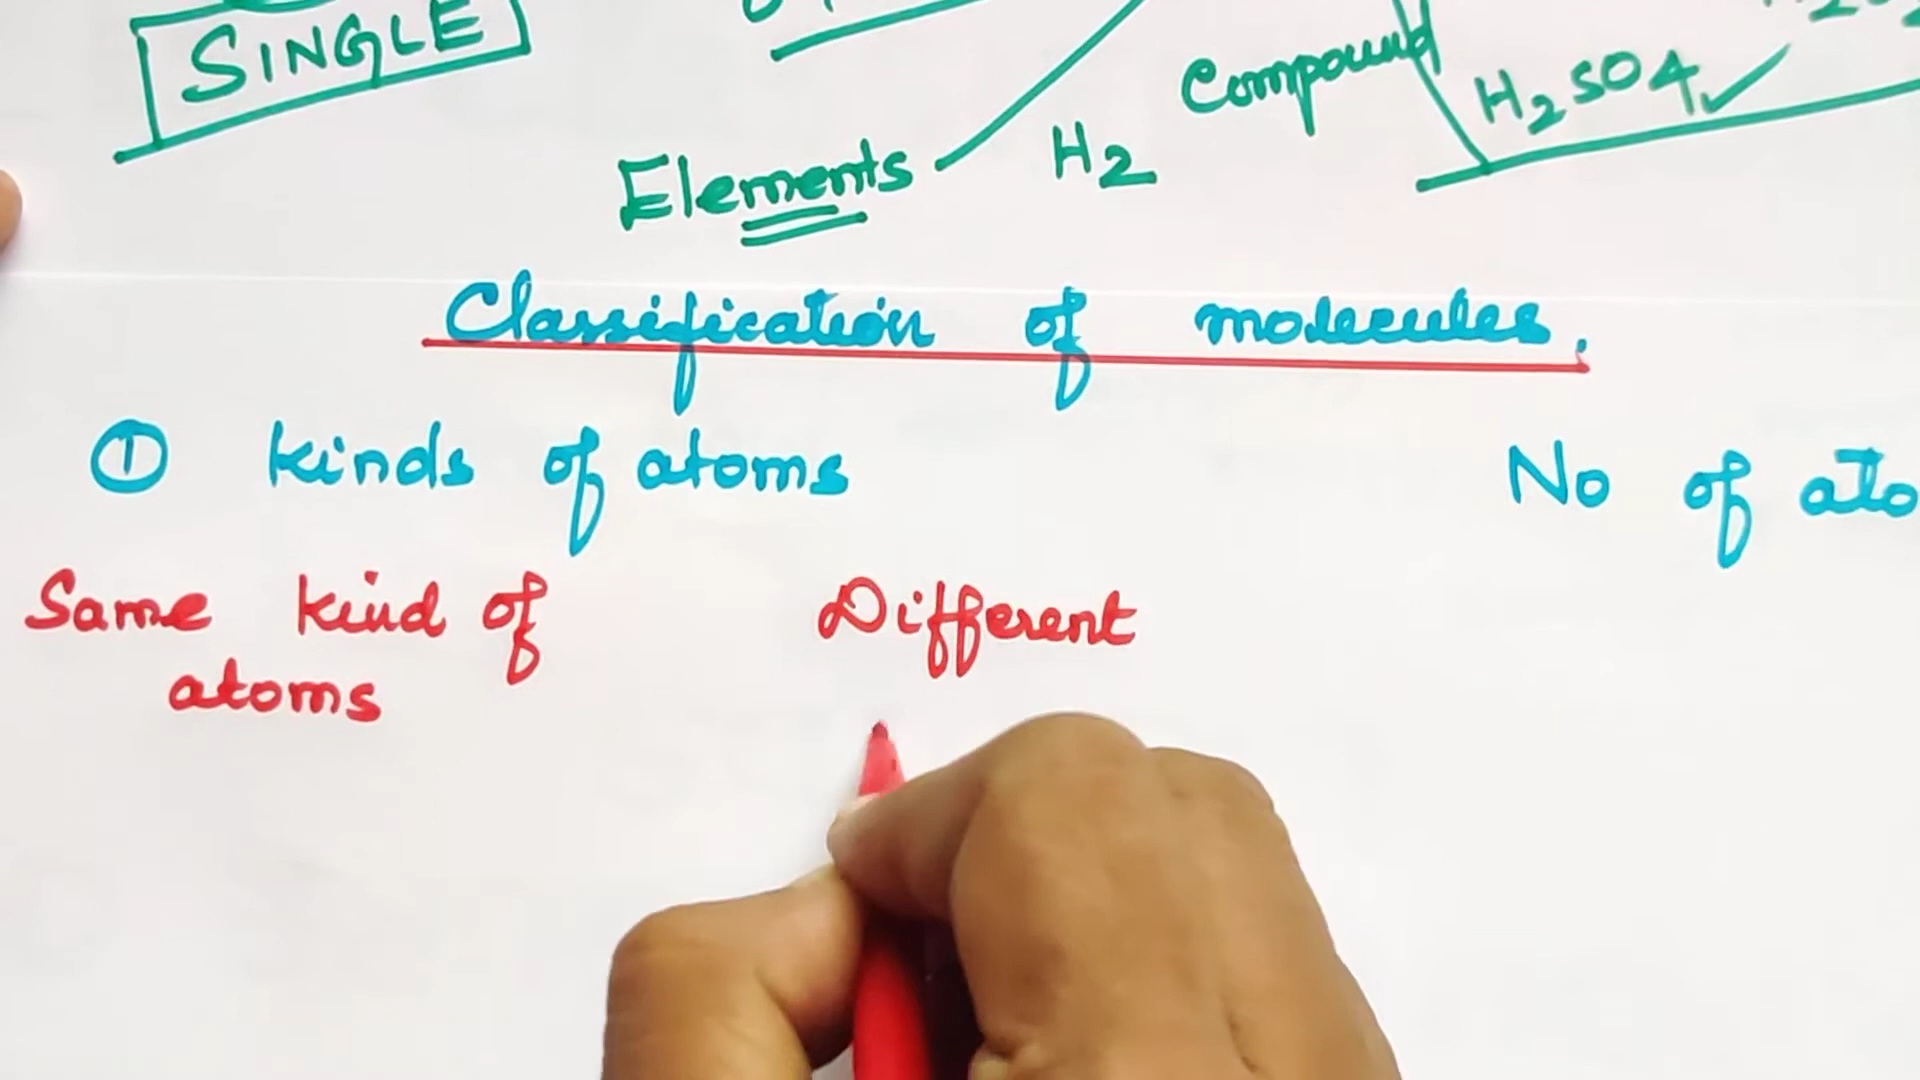 SINGLE
Compound
H2SO4
Elements H2
Classification of molecules.
1 kinds of atoms
No of ato
Same kind of
atoms
Different